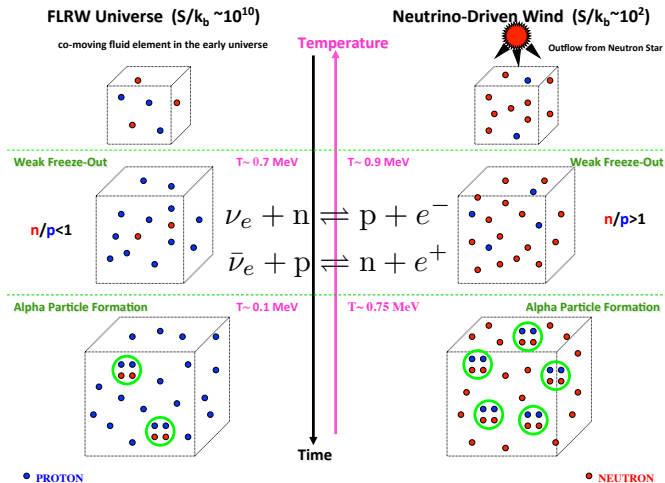 FLRW Universe (S/k_b ~10^10)
Neutrino-Driven Wind (S/k_b ~10^2)
co-moving fluid element in the early universe
Temperature
Outflow from Neutron Star
Weak Freeze-Out
T~ 0.7 MeV
T~ 0.9 MeV
Weak Freeze-Out
n/p<1
ν_e + n ⇌ p + e^−
n/p>1
ν̄_e + p ⇌ n + e^+
Alpha Particle Formation
T~ 0.1 MeV
T~ 0.75 MeV
Alpha Particle Formation
Time
PROTON
NEUTRON